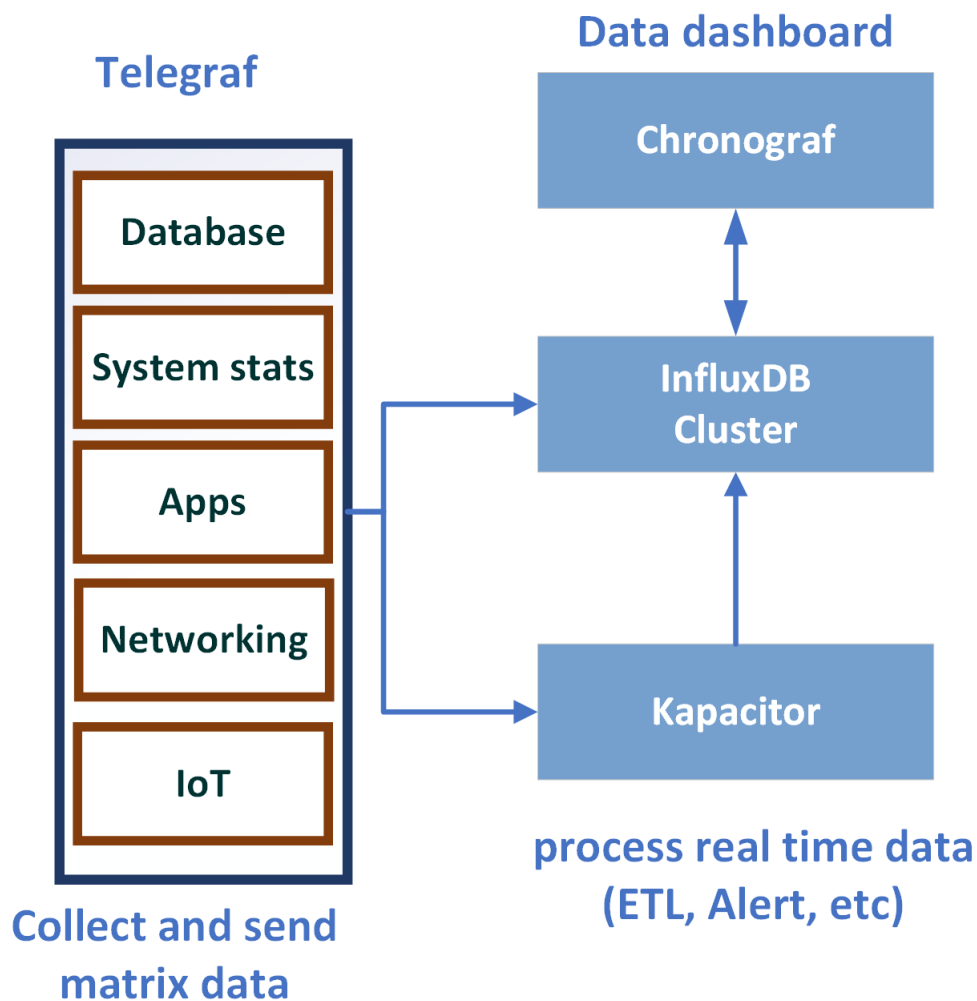 Telegraf
Database
System stats
Apps
Networking
IoT
Collect and send
matrix data
Data dashboard
Chronograf
InfluxDB
Cluster
Kapacitor
process real time data
(ETL, Alert, etc)